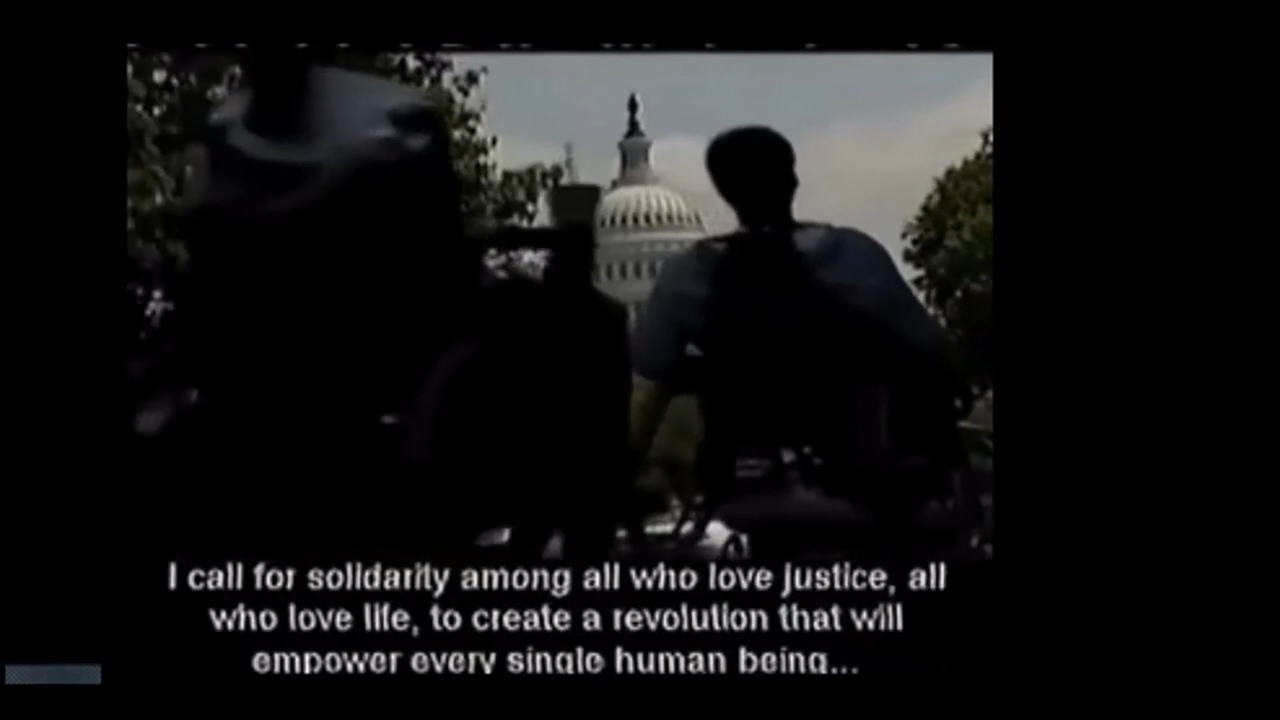 I call for solidarity among all who love justice, all
who love life, to create a revolution that will
empower every single human being...